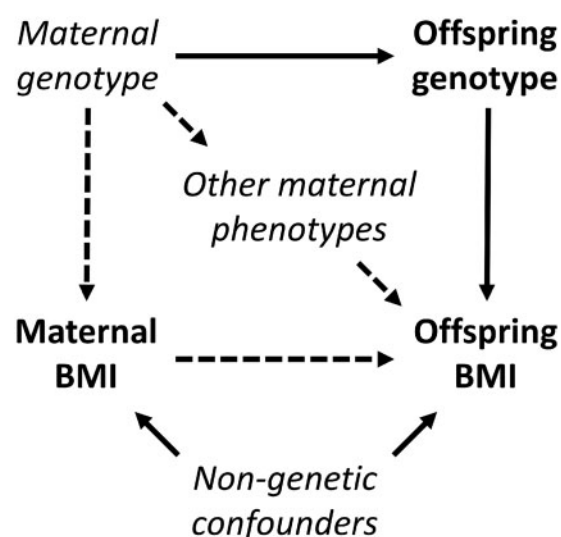 Maternal
genotype
Offspring
genotype
Other maternal
phenotypes
Maternal
BMI
Offspring
BMI
Non-genetic
confounders